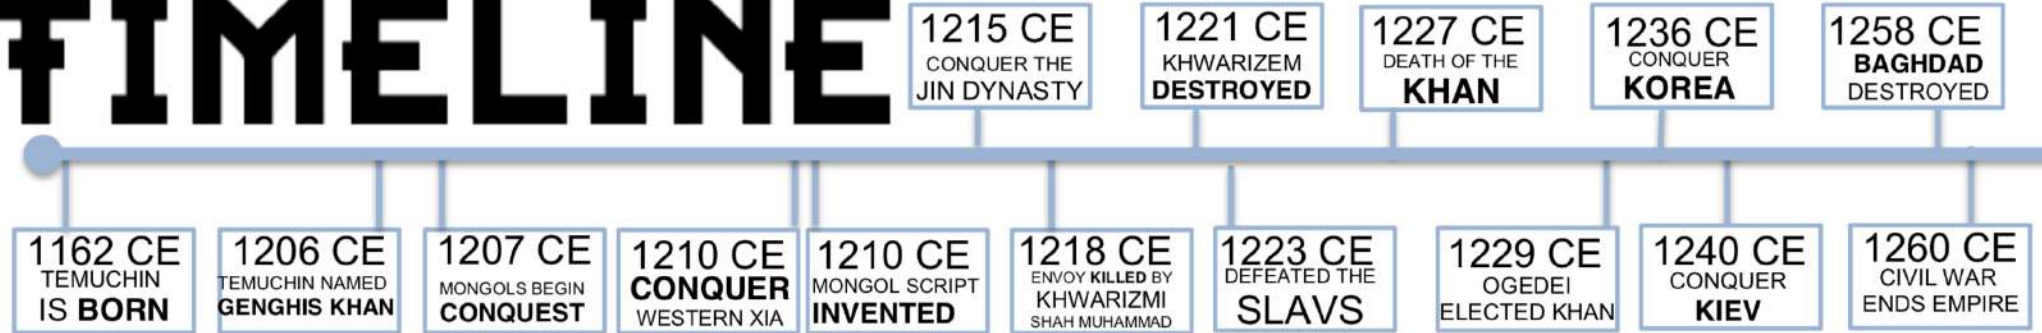 TIMELINE
1215 CE
CONQUER THE
JIN DYNASTY
1221 CE
KHWARIZEM
DESTROYED
1227 CE
DEATH OF THE
KHAN
1236 CE
CONQUER
KOREA
1258 CE
BAGHDAD
DESTROYED
1162 CE
TEMUCHIN
IS BORN
1206 CE
TEMUCHIN NAMED
GENGHIS KHAN
1207 CE
MONGOLS BEGIN
CONQUEST
1210 CE
CONQUER
WESTERN XIA
1210 CE
MONGOL SCRIPT
INVENTED
1218 CE
ENVOY KILLED BY
KHWARIZMI
SHAH MUHAMMAD
1223 CE
DEFEATED THE
SLAVS
1229 CE
OGEDEI
ELECTED KHAN
1240 CE
CONQUER
KIEV
1260 CE
CIVIL WAR
ENDS EMPIRE